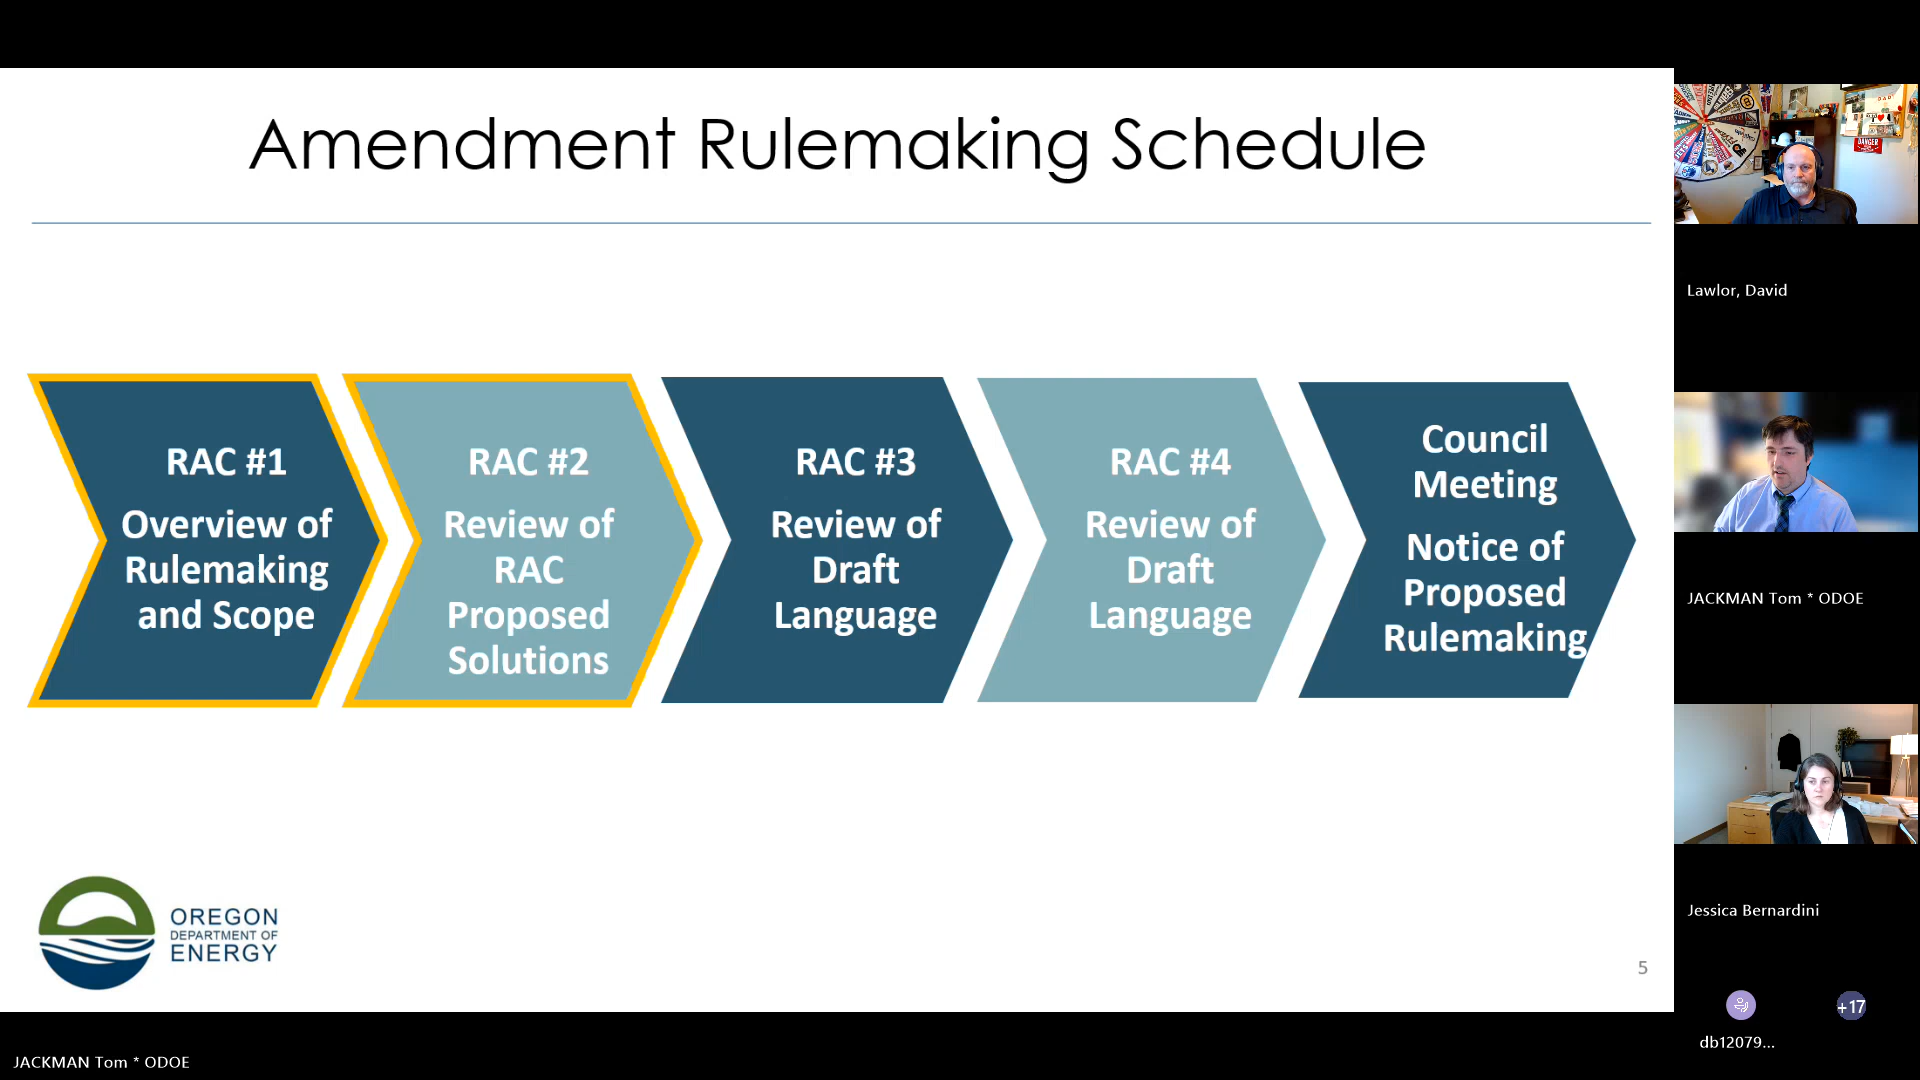 Amendment Rulemaking Schedule
RAC #1
Overview of
Rulemaking
and Scope
RAC #2
Review of
RAC
Proposed
Solutions
RAC #3
Review of
Draft
Language
RAC #4
Review of
Draft
Language
Council
Meeting
Notice of
Proposed
Rulemaking
OREGON
DEPARTMENT OF
ENERGY
5
DANGER
Lawlor, David
JACKMAN Tom * ODOE
Jessica Bernardini
+17
db12079...
JACKMAN Tom * ODOE